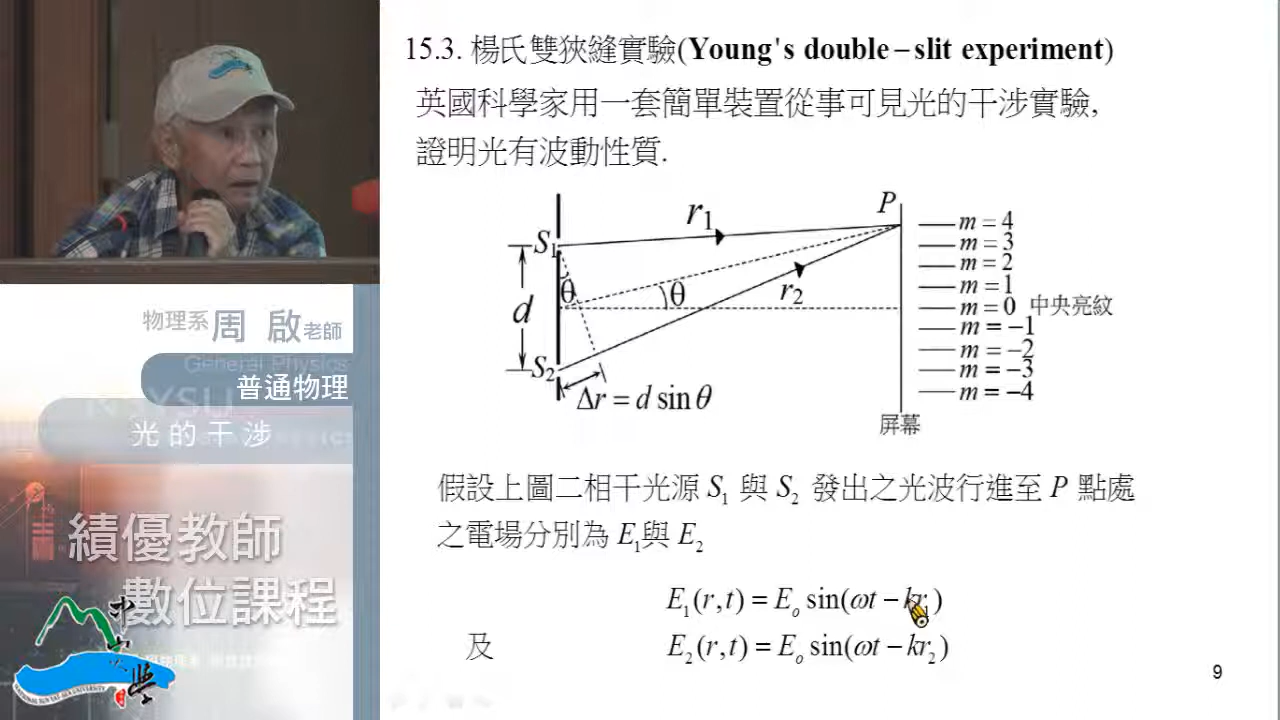 15.3. 楊氏雙狹縫實驗(Young's double-slit experiment)
英國科學家用一套簡單裝置從事可見光的干涉實驗,
證明光有波動性質.
P
r₁
S₁
θ
θ
r₂
d
S₂
Δr = d sin θ
m = 4
m = 3
m = 2
m = 1
m = 0 中央亮紋
m = -1
m = -2
m = -3
m = -4
屏幕
假設上圖二相干光源 S₁ 與 S₂ 發出之光波行進至 P 點處
之電場分別為 E₁與 E₂
E₁(r,t) = Eₒ sin(ωt - kr₁)
及 E₂(r,t) = Eₒ sin(ωt - kr₂)
9
物理系 周 啟 老師
General Physics
普通物理
光 的 干 涉
績優教師
數位課程